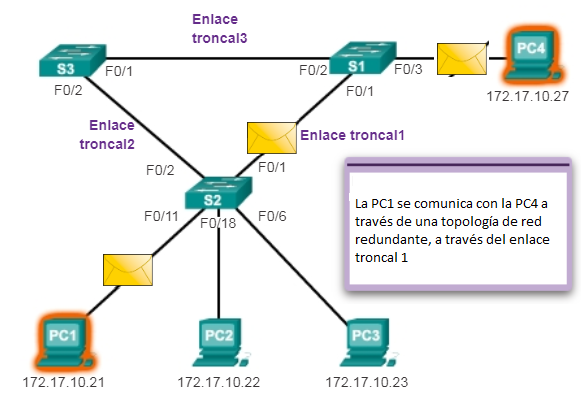 Enlace
troncal3
S3
F0/1
F0/2
S1
F0/2
F0/3
F0/1
PC4
172.17.10.27
Enlace
troncal2
Enlace troncal1
F0/2
F0/1
S2
F0/11
F0/18
F0/6
La PC1 se comunica con la PC4 a
través de una topología de red
redundante, a través del enlace
troncal 1
PC1
172.17.10.21
PC2
172.17.10.22
PC3
172.17.10.23